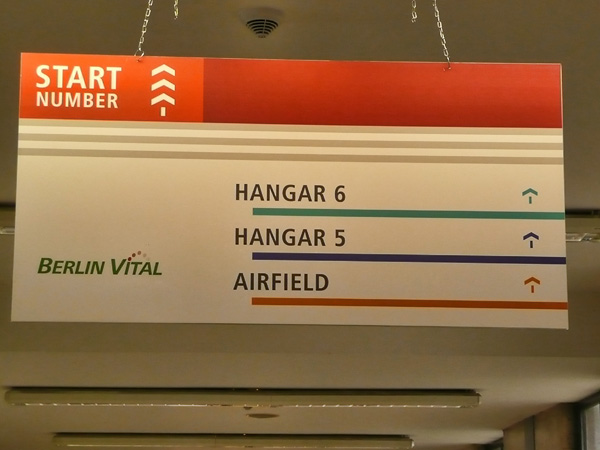 START
NUMBER
HANGAR 6
HANGAR 5
AIRFIELD
BERLIN VITAL